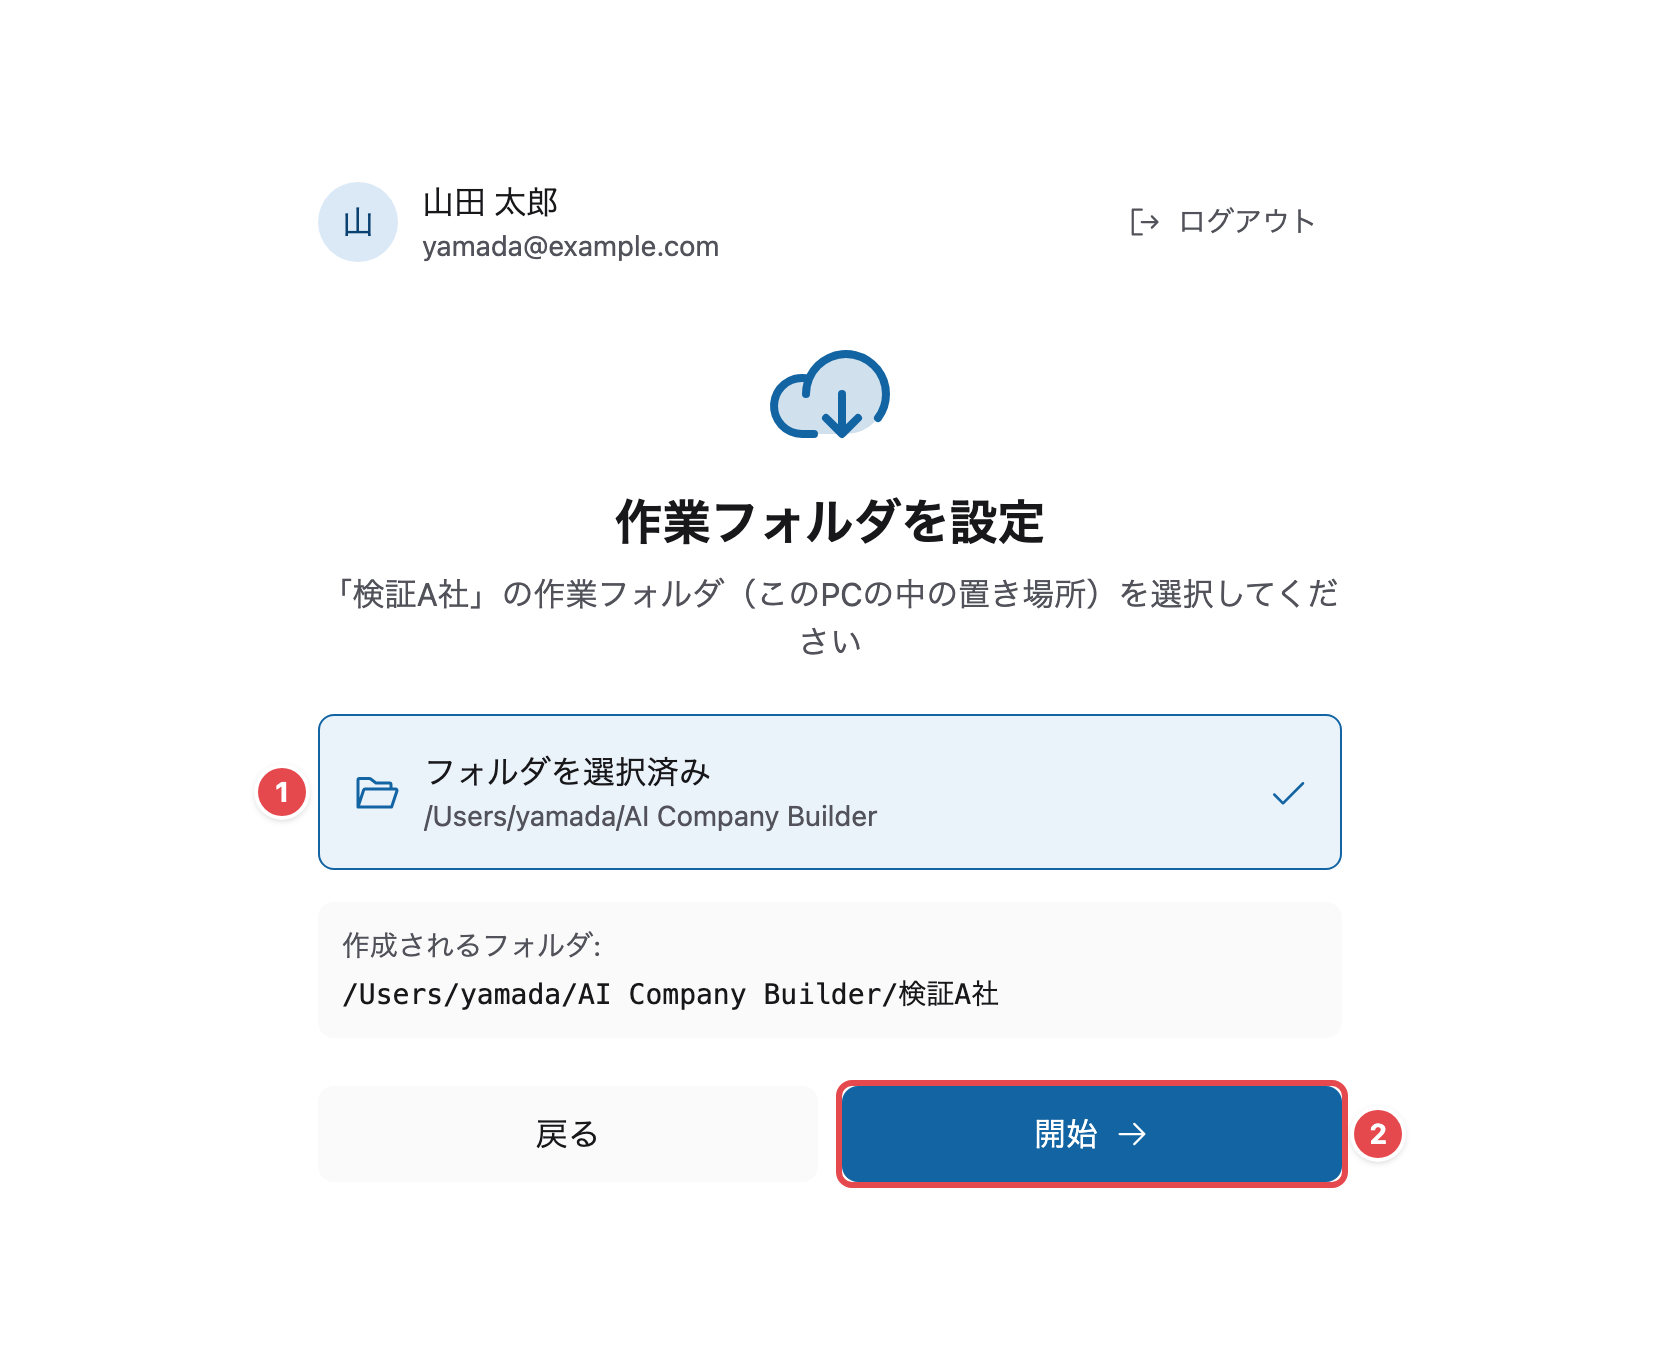 山
山田 太郎
yamada@example.com
ログアウト
作業フォルダを設定
「検証A社」の作業フォルダ（このPCの中の置き場所）を選択してくだ
さい
1
フォルダを選択済み
/Users/yamada/AI Company Builder
作成されるフォルダ:
/Users/yamada/AI Company Builder/検証A社
戻る
開始 →
2